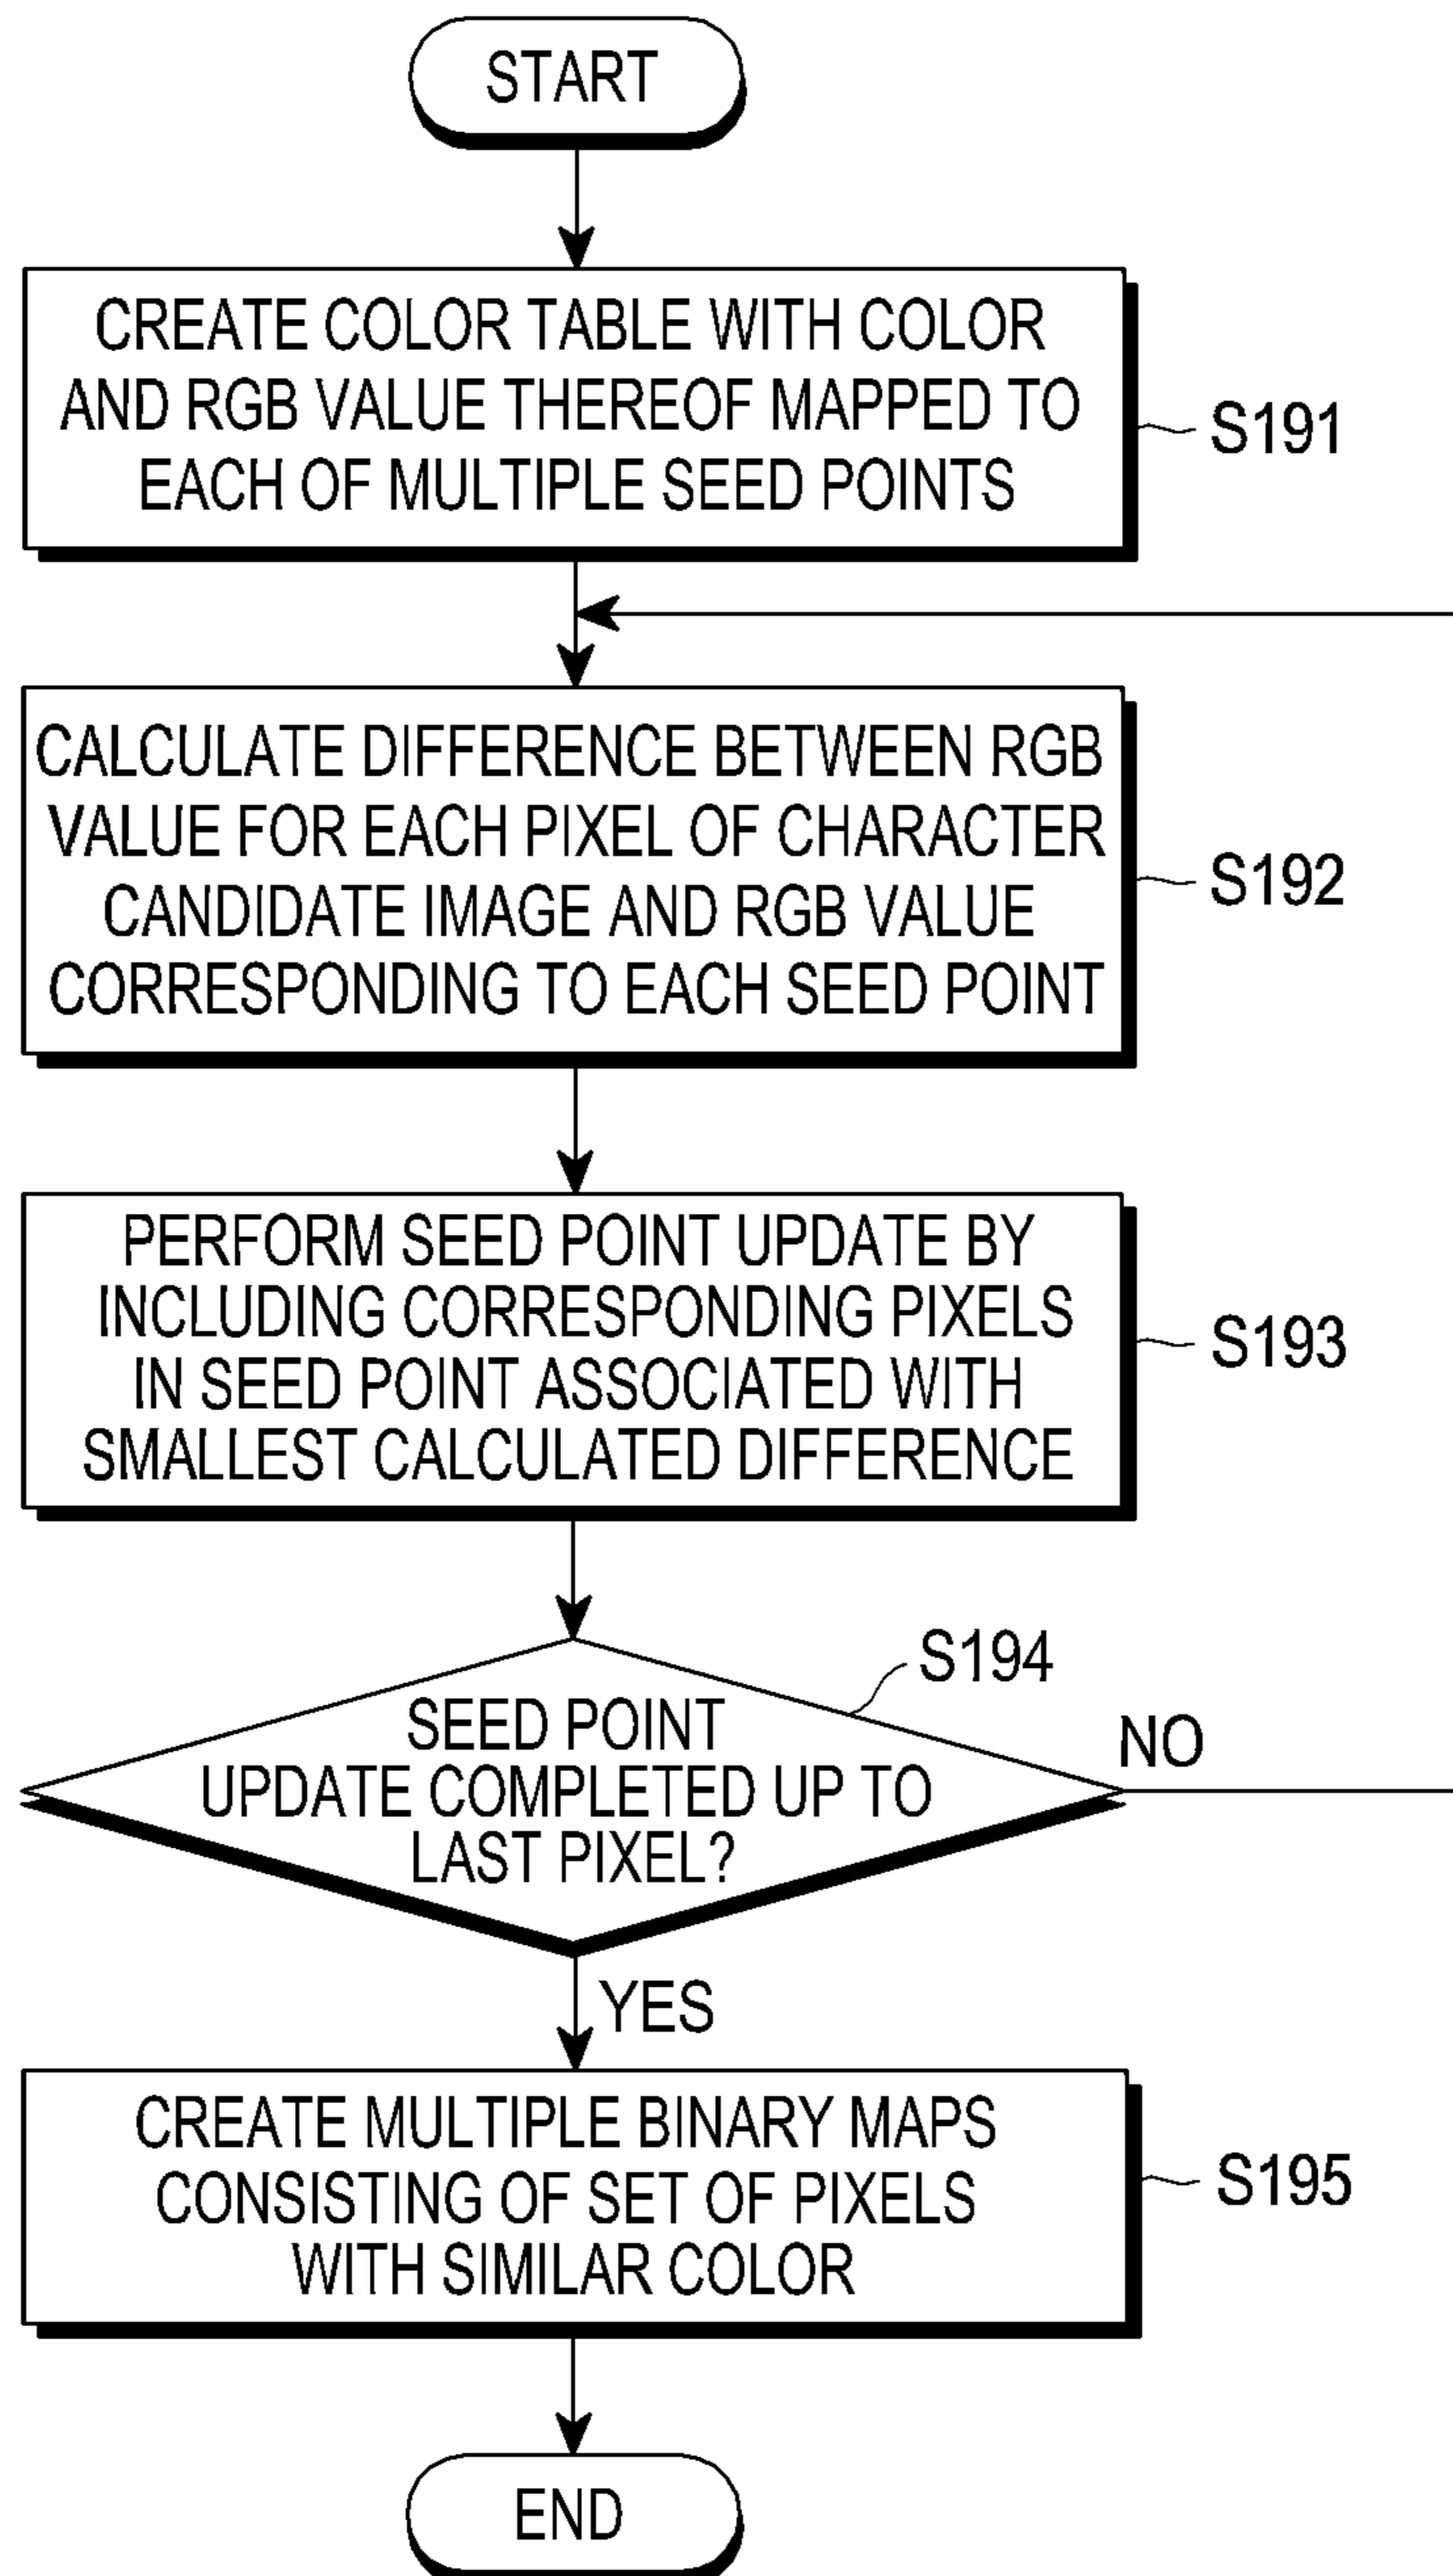 START
CREATE COLOR TABLE WITH COLOR
AND RGB VALUE THEREOF MAPPED TO
EACH OF MULTIPLE SEED POINTS
S191
CALCULATE DIFFERENCE BETWEEN RGB
VALUE FOR EACH PIXEL OF CHARACTER
CANDIDATE IMAGE AND RGB VALUE
CORRESPONDING TO EACH SEED POINT
S192
PERFORM SEED POINT UPDATE BY
INCLUDING CORRESPONDING PIXELS
IN SEED POINT ASSOCIATED WITH
SMALLEST CALCULATED DIFFERENCE
S193
S194
SEED POINT
UPDATE COMPLETED UP TO
LAST PIXEL?
NO
YES
CREATE MULTIPLE BINARY MAPS
CONSISTING OF SET OF PIXELS
WITH SIMILAR COLOR
S195
END